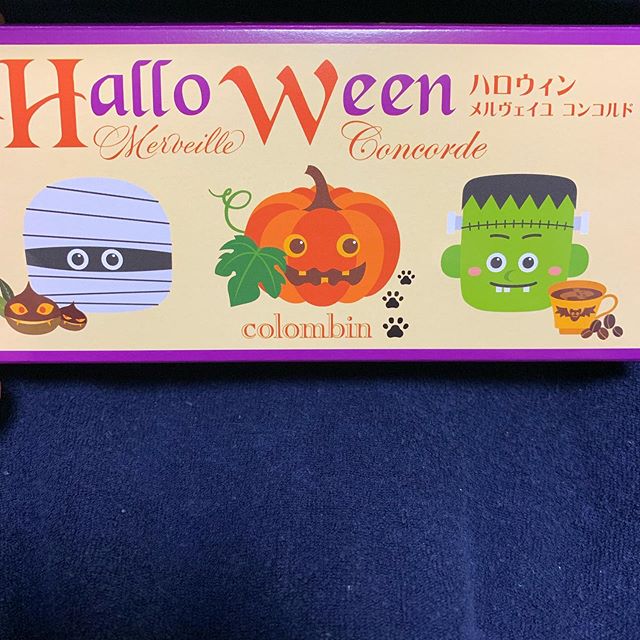 HalloWeen
ハロウィン
メルヴェイユ コンコルド
Merveille Concorde
colombin